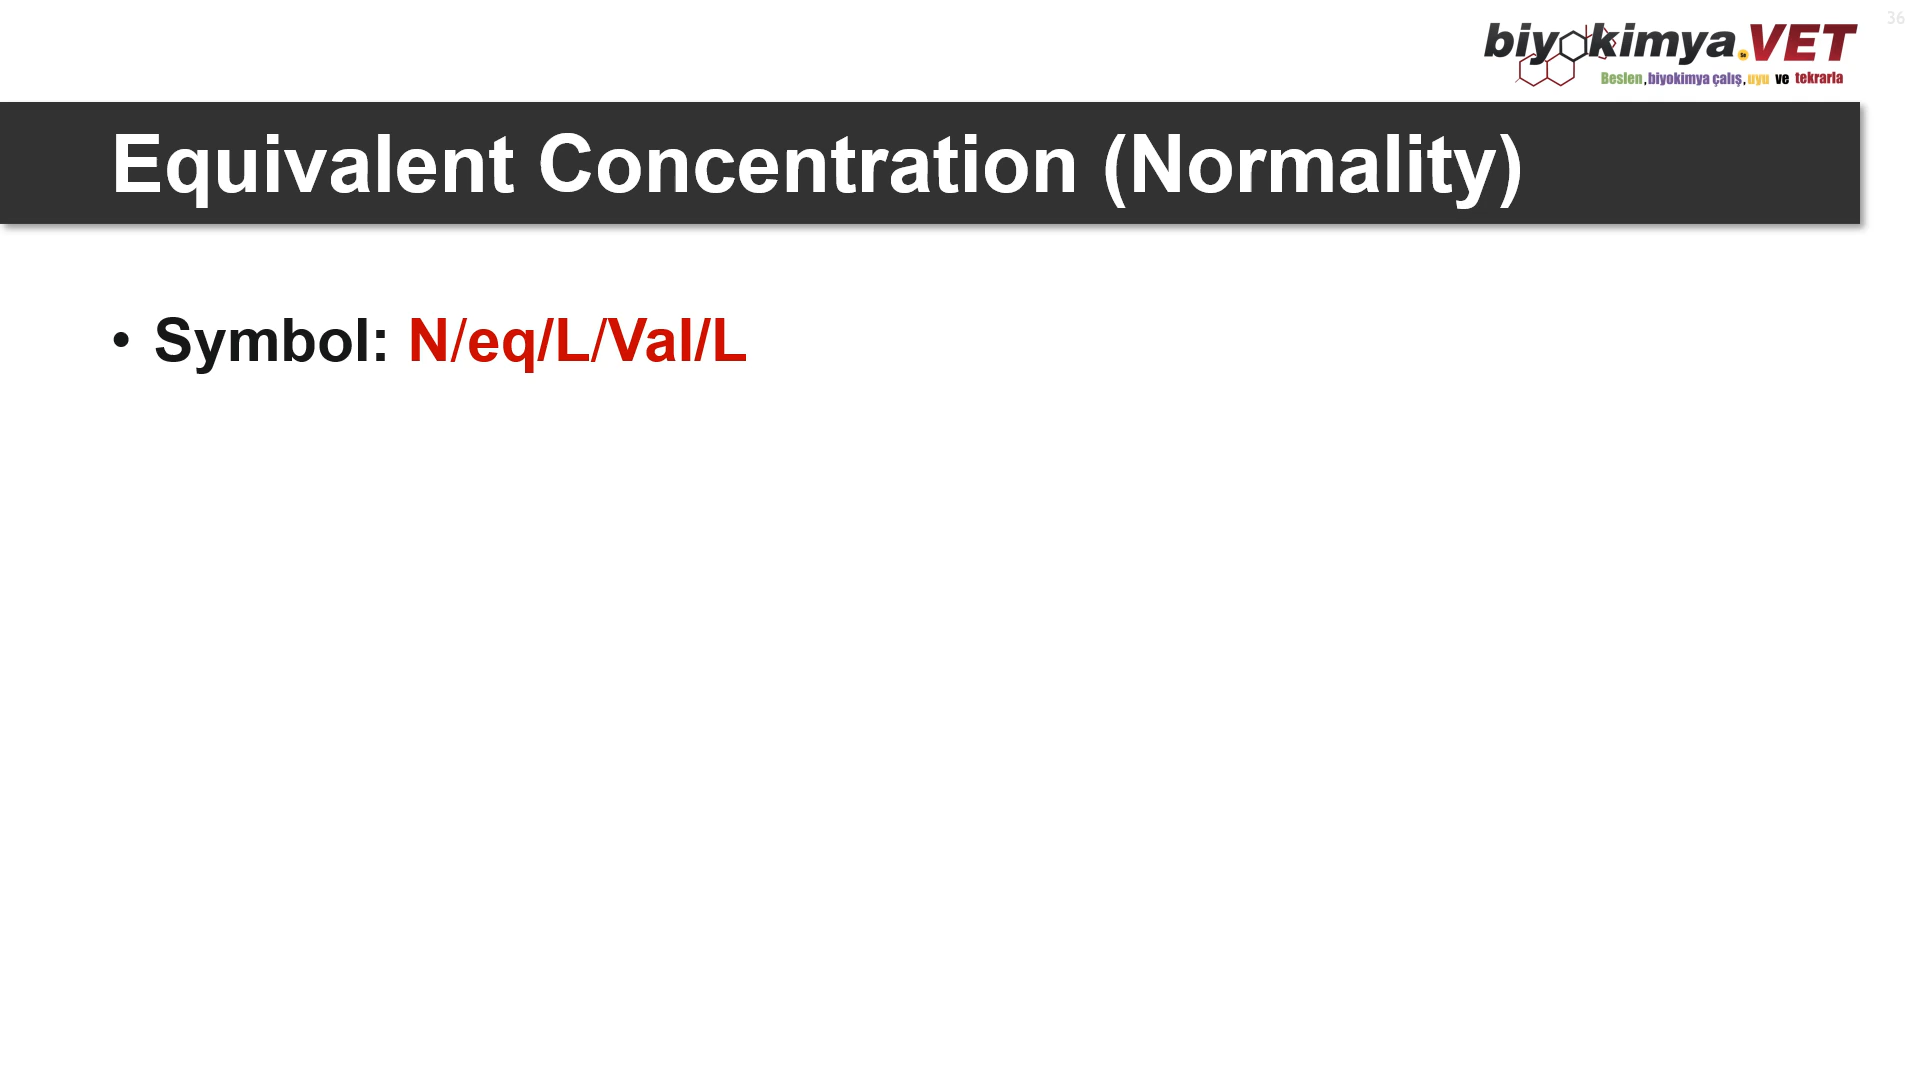 36
biyokimya.VET
Beslen, biyokimya çalış, uyu ve tekrarla
Equivalent Concentration (Normality)
• Symbol: N/eq/L/Val/L